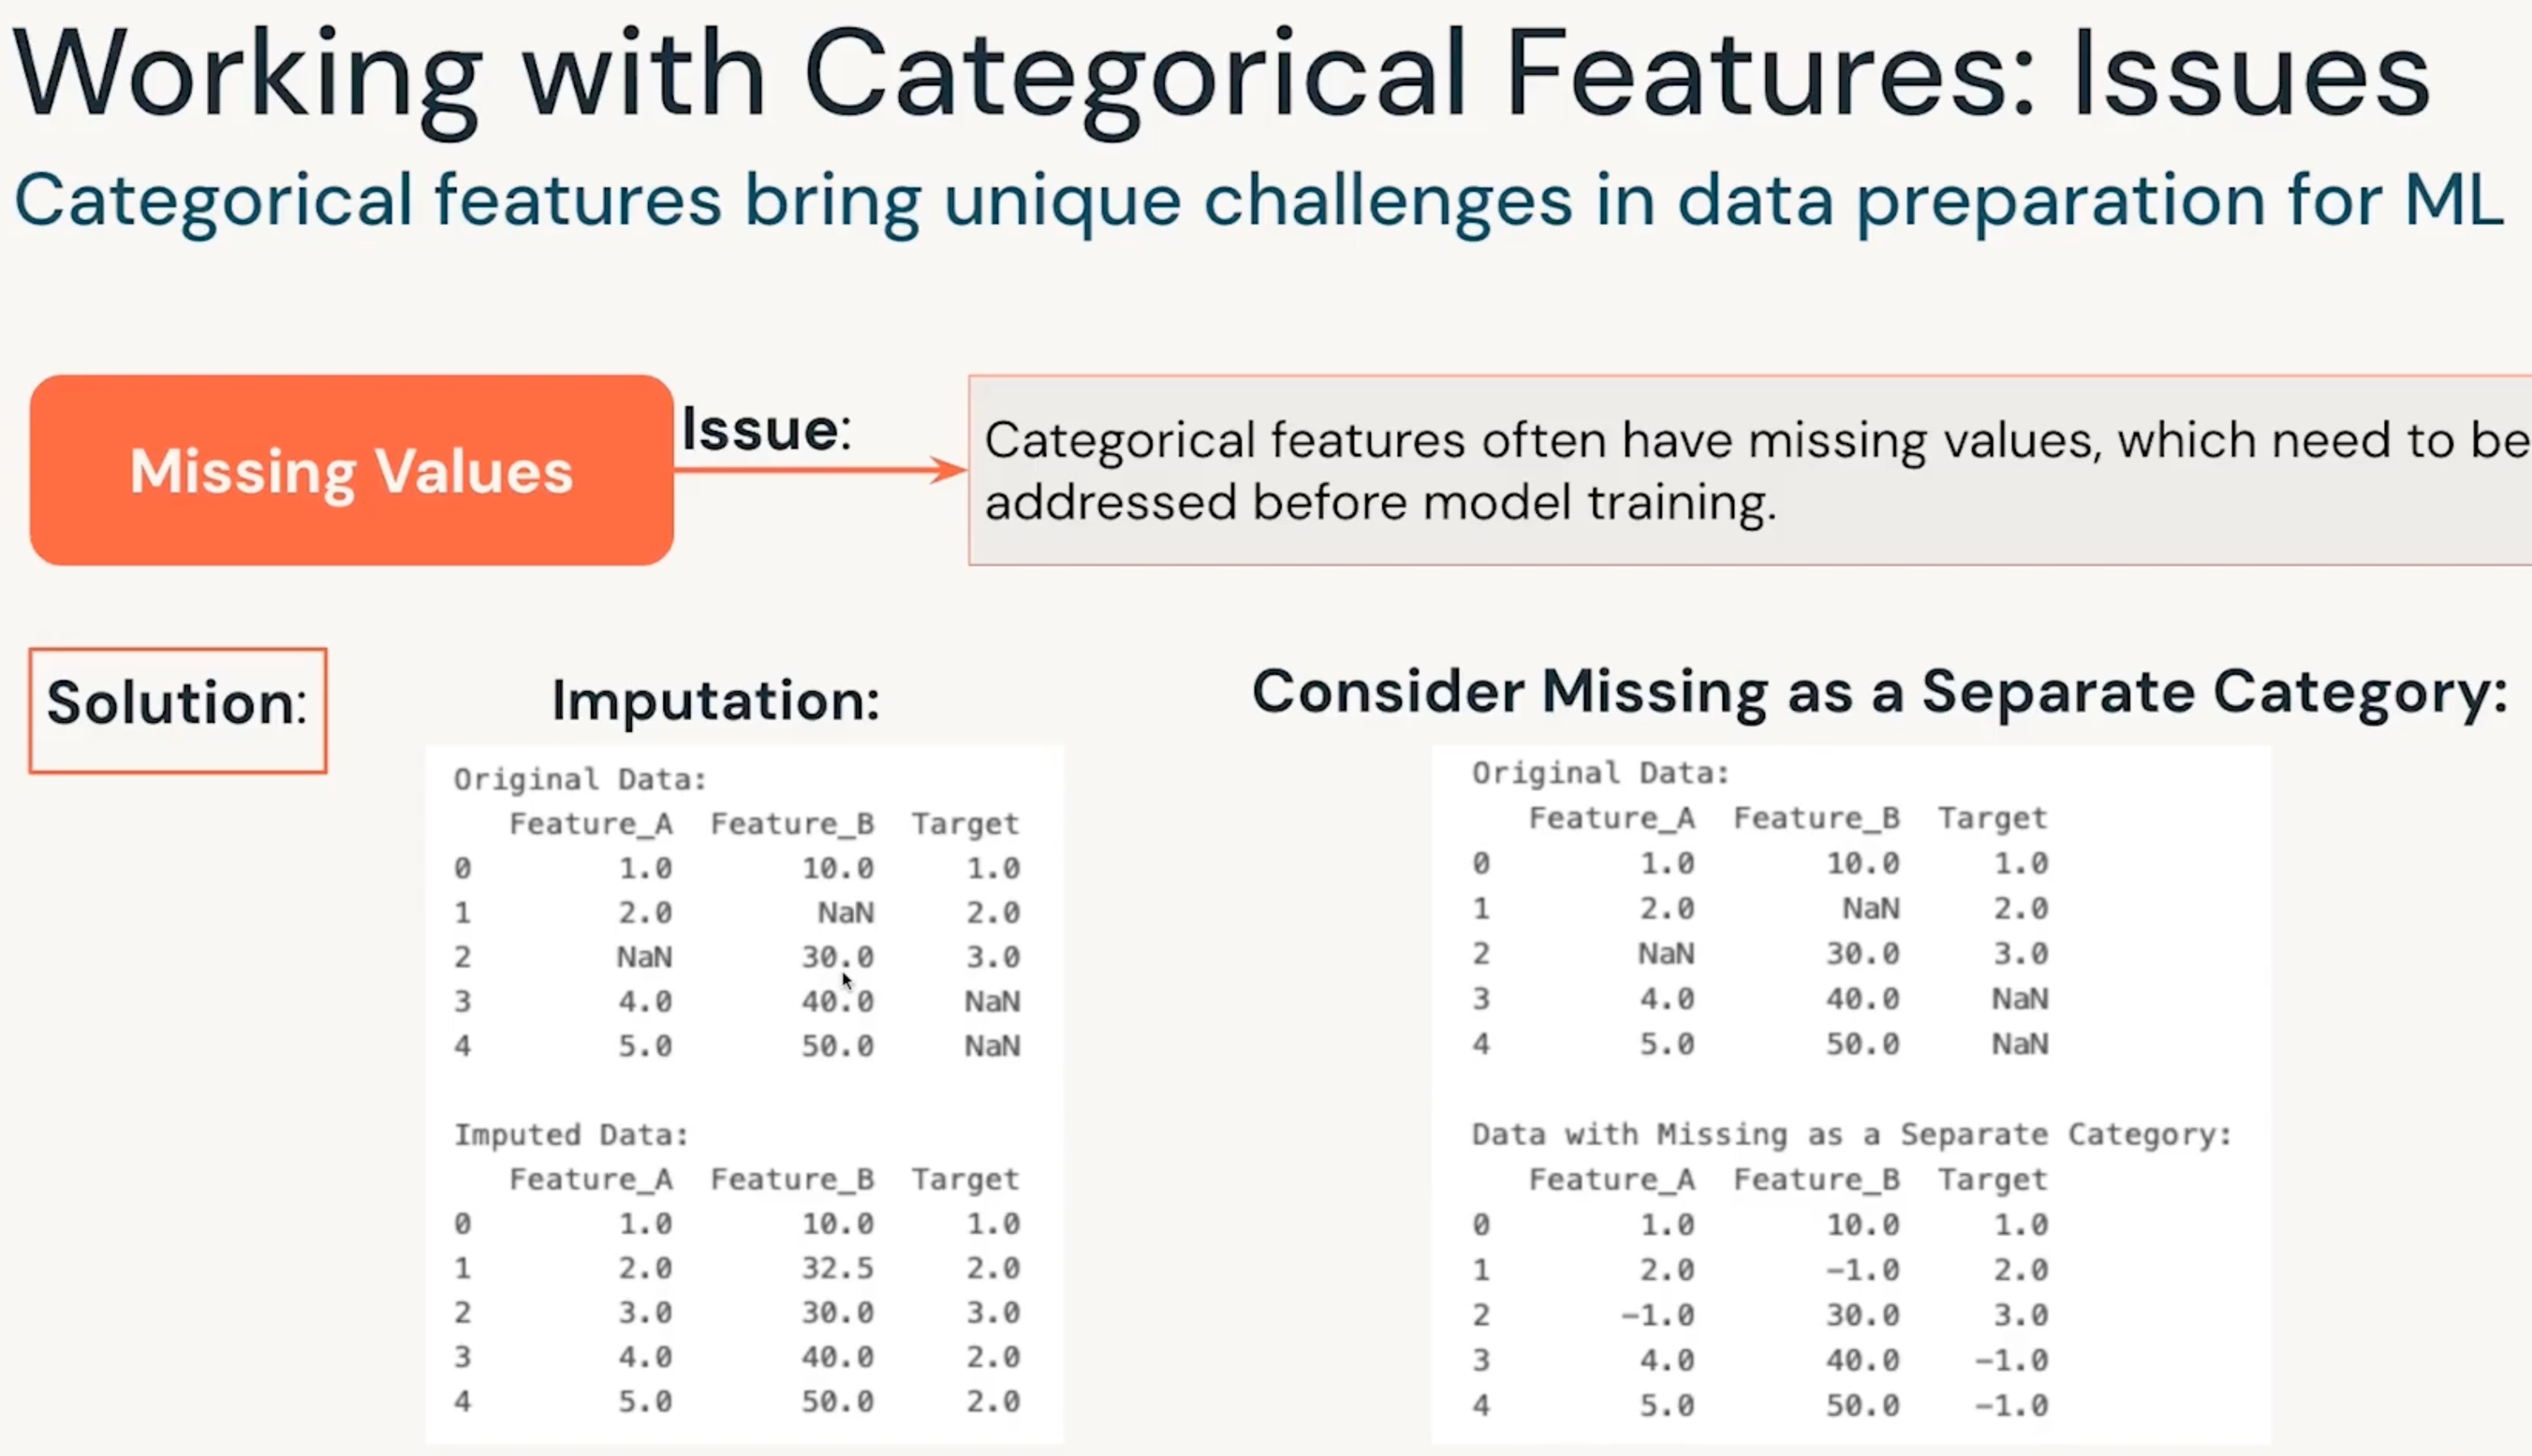 Working with Categorical Features: Issues
Categorical features bring unique challenges in data preparation for ML
Missing Values
Issue:
Categorical features often have missing values, which need to be
addressed before model training.
Solution:
Imputation:
Original Data:
Feature_A Feature_B Target
0 1.0 10.0 1.0
1 2.0 NaN 2.0
2 NaN 30.0 3.0
3 4.0 40.0 NaN
4 5.0 50.0 NaN
Imputed Data:
Feature_A Feature_B Target
0 1.0 10.0 1.0
1 2.0 32.5 2.0
2 3.0 30.0 3.0
3 4.0 40.0 2.0
4 5.0 50.0 2.0
Consider Missing as a Separate Category:
Original Data:
Feature_A Feature_B Target
0 1.0 10.0 1.0
1 2.0 NaN 2.0
2 NaN 30.0 3.0
3 4.0 40.0 NaN
4 5.0 50.0 NaN
Data with Missing as a Separate Category:
Feature_A Feature_B Target
0 1.0 10.0 1.0
1 2.0 −1.0 2.0
2 −1.0 30.0 3.0
3 4.0 40.0 −1.0
4 5.0 50.0 −1.0